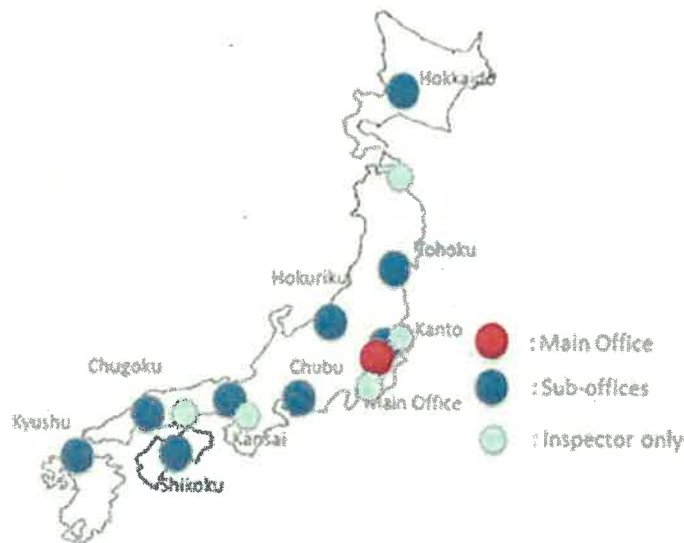 Hokkaido
Tohoku
Hokuriku
Kanto
: Main Office
Chugoku
Chubu
Main Office
: Sub-offices
Kyushu
Kansai
: Inspector only
Shikoku